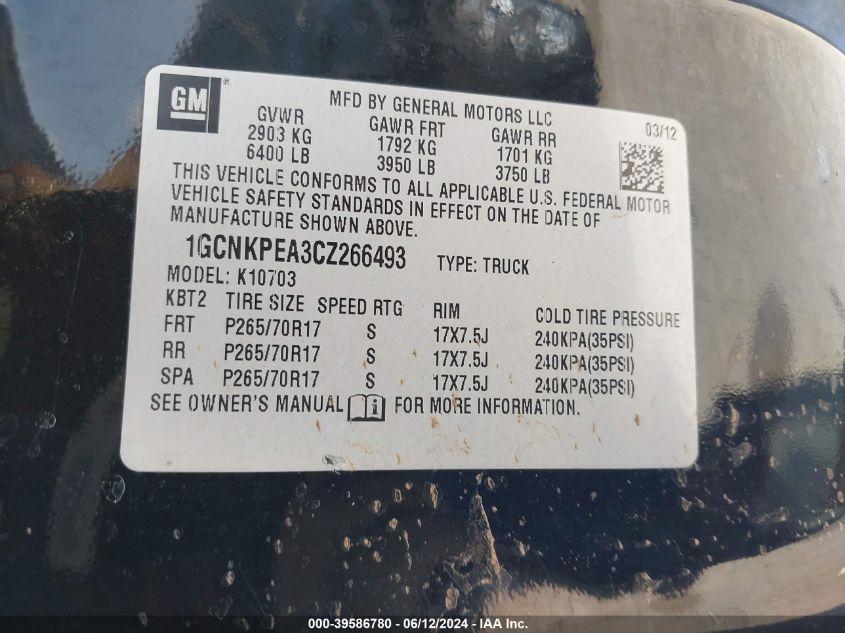 GM ®
MFD BY GENERAL MOTORS LLC
03/12
GVWR GAWR FRT GAWR RR
2903 KG 1792 KG 1701 KG
6400 LB 3950 LB 3750 LB
THIS VEHICLE CONFORMS TO ALL APPLICABLE U.S. FEDERAL MOTOR
VEHICLE SAFETY STANDARDS IN EFFECT ON THE DATE OF
MANUFACTURE SHOWN ABOVE.
1GCNKPEA3CZ266493 TYPE: TRUCK
MODEL: K10703
KBT2 TIRE SIZE SPEED RTG RIM COLD TIRE PRESSURE
FRT P265/70R17 S 17X7.5J 240KPA(35PSI)
RR P265/70R17 S 17X7.5J 240KPA(35PSI)
SPA P265/70R17 S 17X7.5J 240KPA(35PSI)
SEE OWNER'S MANUAL i FOR MORE INFORMATION.
000-39586780 - 06/12/2024 - IAA Inc.